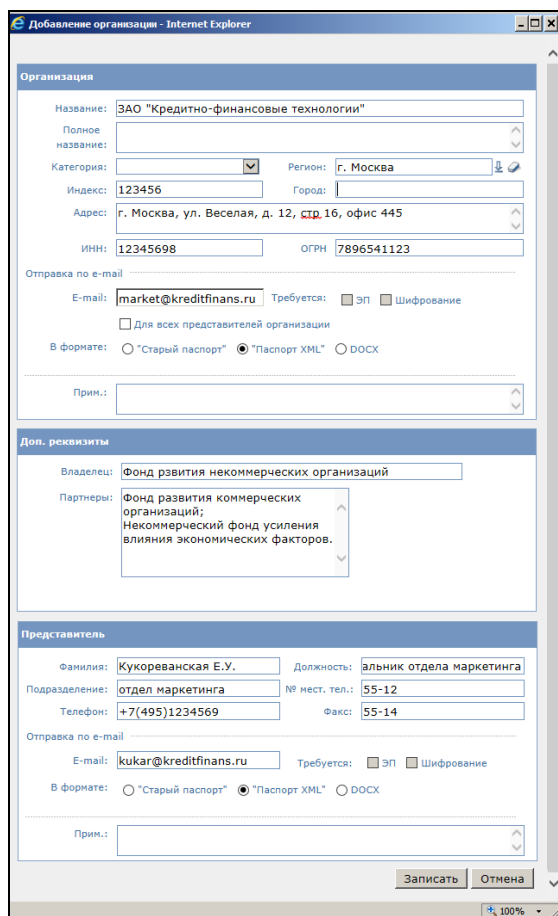 Добавление организации - Internet Explorer
Организация
Название: ЗАО "Кредитно-финансовые технологии"
Полное
название:
Категория: Регион: г. Москва
Индекс: 123456 Город:
Адрес: г. Москва, ул. Веселая, д. 12, стр 16, офис 445
ИНН: 12345698 ОГРН 7896541123
Отправка по e-mail
E-mail: market@kreditfinans.ru Требуется: ЭП Шифрование
Для всех представителей организации
В формате: "Старый паспорт" "Паспорт XML" DOCX
Прим.:
Доп. реквизиты
Владелец: Фонд рзвития некоммерческих организаций
Партнеры: Фонд развития коммерческих
организаций;
Некоммерческий фонд усиления
влияния экономических факторов.
Представитель
Фамилия: Кукореванская Е.У. Должность: альник отдела маркетинга
Подразделение: отдел маркетинга № мест. тел.: 55-12
Телефон: +7(495)1234569 Факс: 55-14
Отправка по e-mail
E-mail: kukar@kreditfinans.ru Требуется: ЭП Шифрование
В формате: "Старый паспорт" "Паспорт XML" DOCX
Прим.:
Записать Отмена
100%